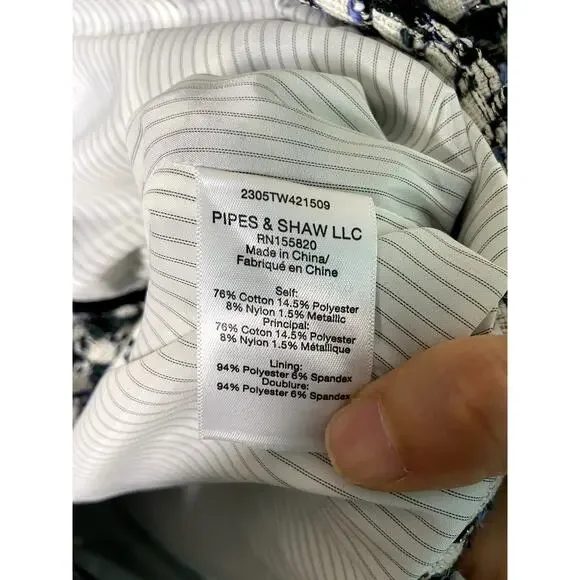 2305TW421509
PIPES & SHAW LLC
RN155820
Made in China/
Fabriqué en Chine
Self:
76% Cotton 14.5% Polyester
8% Nylon 1.5% Metallic
Principal:
76% Cotton 14.5% Polyester
8% Nylon 1.5% Métallique
Lining:
94% Polyester 6% Spandex
Doublure:
94% Polyester 6% Spandex